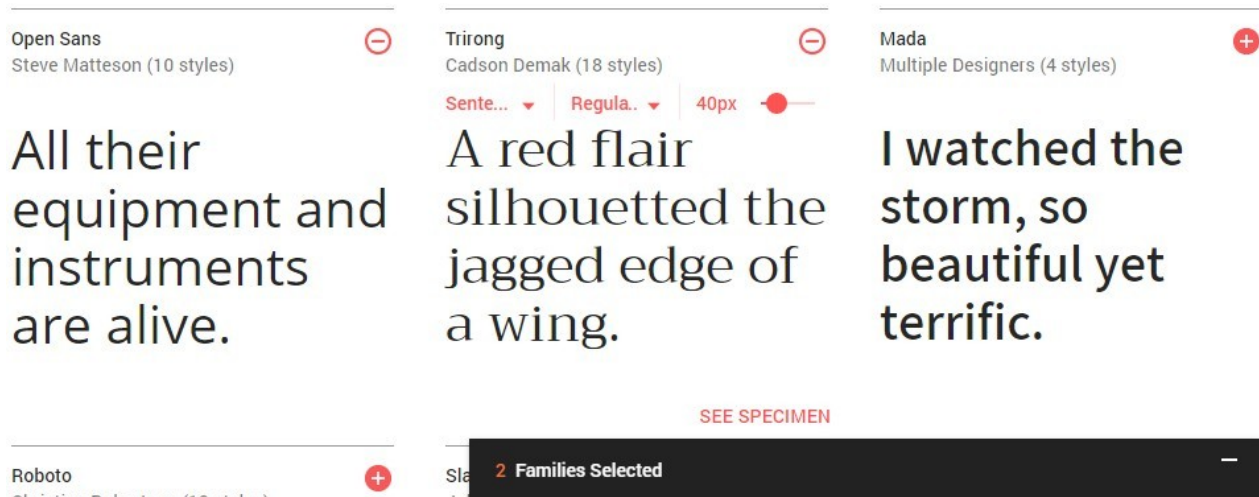 Open Sans
Steve Matteson (10 styles)
All their
equipment and
instruments
are alive.
Trirong
Cadson Demak (18 styles)
Sente... Regula.. 40px
A red flair
silhouetted the
jagged edge of
a wing.
SEE SPECIMEN
Mada
Multiple Designers (4 styles)
I watched the
storm, so
beautiful yet
terrific.
Roboto
Sla
2 Families Selected